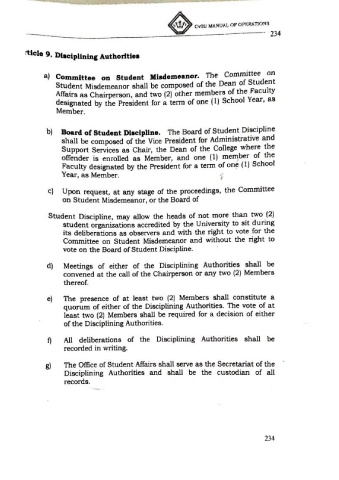 CvSU MANUAL OF OPERATIONS
234
ticle 9. Disciplining Authorities
a) Committee on Student Misdemeanor. The Committee on
Student Misdemeanor shall be composed of the Dean of Student
Affairs as Chairperson, and two (2) other members of the Faculty
designated by the President for a term of one (1) School Year, as
Member.
b) Board of Student Discipline. The Board of Student Discipline
shall be composed of the Vice President for Administrative and
Support Services as Chair, the Dean of the College where the
offender is enrolled as Member, and one (1) member of the
Faculty designated by the President for a term of one (1) School
Year, as Member.
c) Upon request, at any stage of the proceedings, the Committee
on Student Misdemeanor, or the Board of
Student Discipline, may allow the heads of not more than two (2)
student organizations accredited by the University to sit during
its deliberations as observers and with the right to vote for the
Committee on Student Misdemeanor and without the right to
vote on the Board of Student Discipline.
d) Meetings of either of the Disciplining Authorities shall be
convened at the call of the Chairperson or any two (2) Members
thereof.
e) The presence of at least two (2) Members shall constitute a
quorum of either of the Disciplining Authorities. The vote of at
least two (2) Members shall be required for a decision of either
of the Disciplining Authorities.
f) All deliberations of the Disciplining Authorities shall be
recorded in writing.
g) The Office of Student Affairs shall serve as the Secretariat of the
Disciplining Authorities and shall be the custodian of all
records.
234